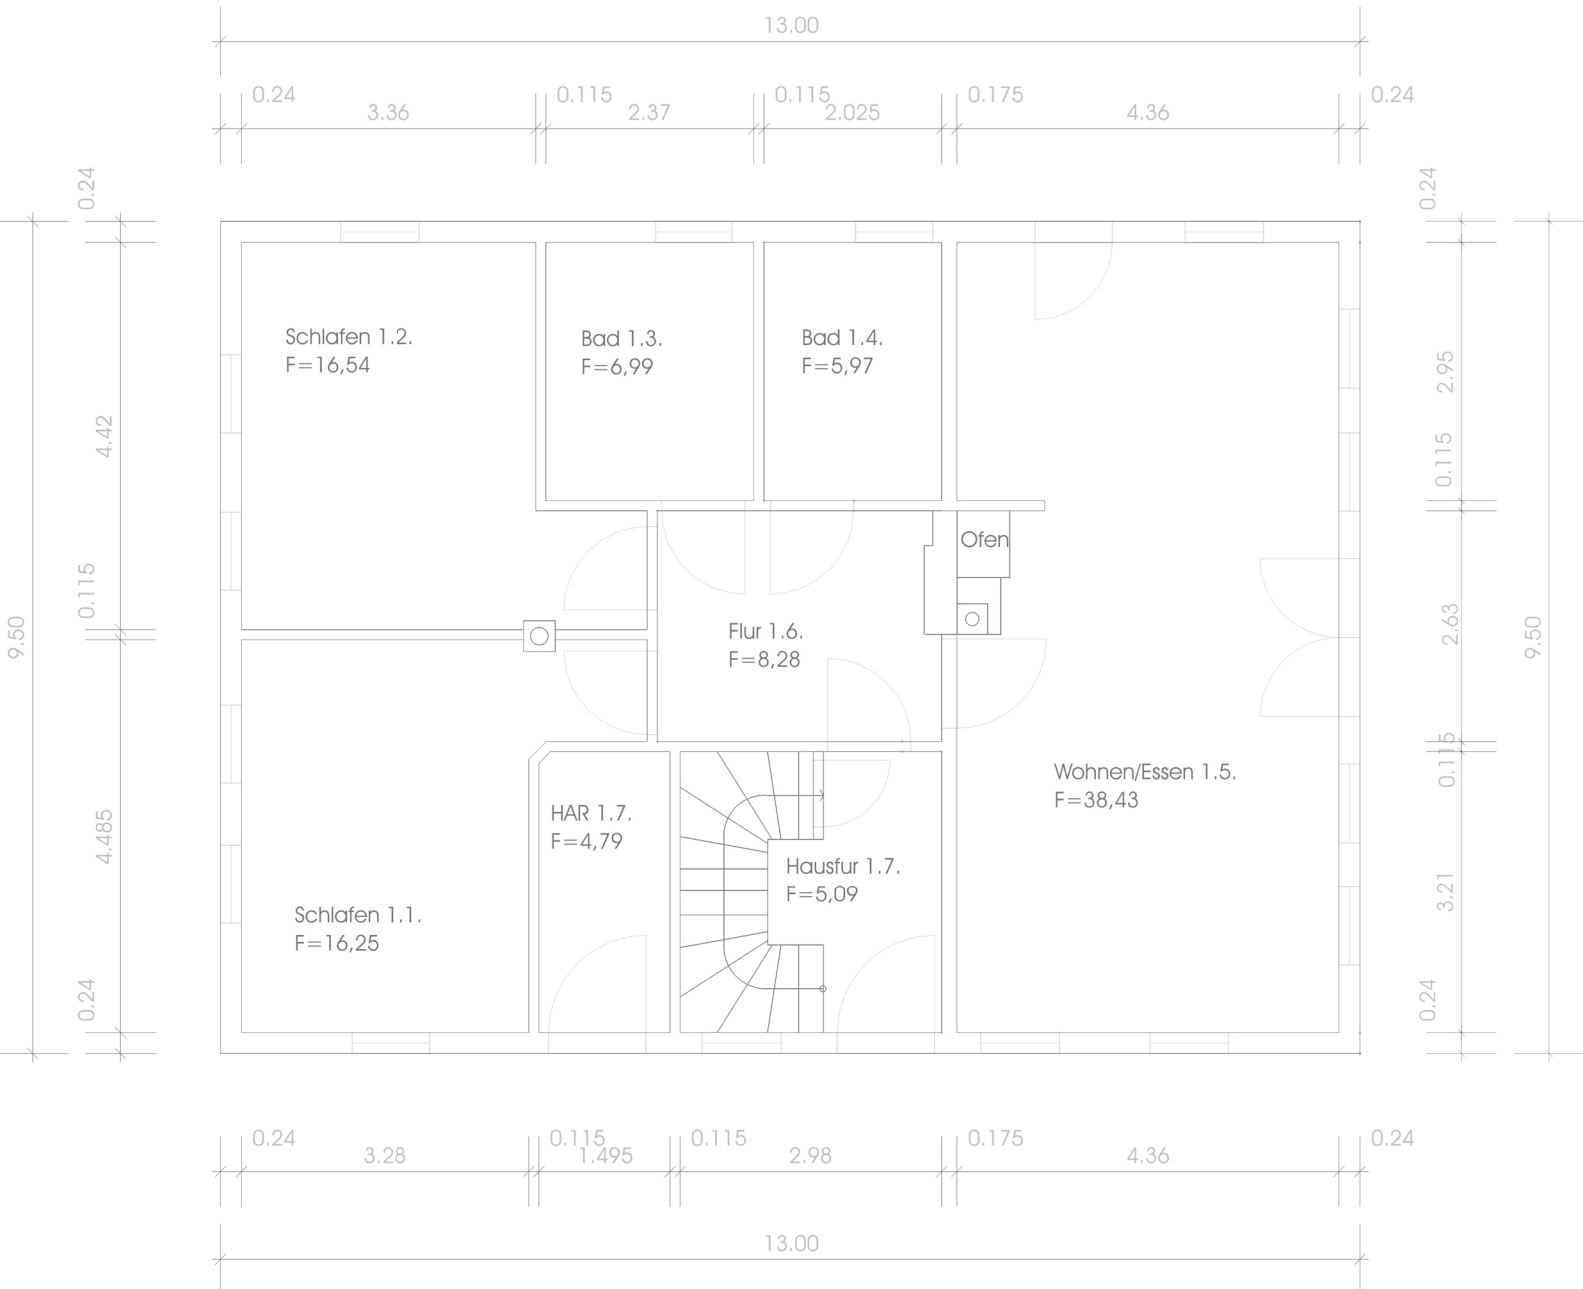 13.00
0.24
0.115
0.115
0.175
0.24
3.36
2.37
2.025
4.36
0.24
0.24
Schlafen 1.2.
F=16,54
Bad 1.3.
F=6,99
Bad 1.4.
F=5,97
2.95
4.42
0.115
Ofen
0.115
9.50
Flur 1.6.
F=8,28
2.63
9.50
0.115
Wohnen/Essen 1.5.
F=38,43
HAR 1.7.
F=4,79
4.485
Hausfur 1.7.
F=5,09
3.21
Schlafen 1.1.
F=16,25
0.24
0.24
0.24
0.115
0.115
0.175
0.24
3.28
1.495
2.98
4.36
13.00